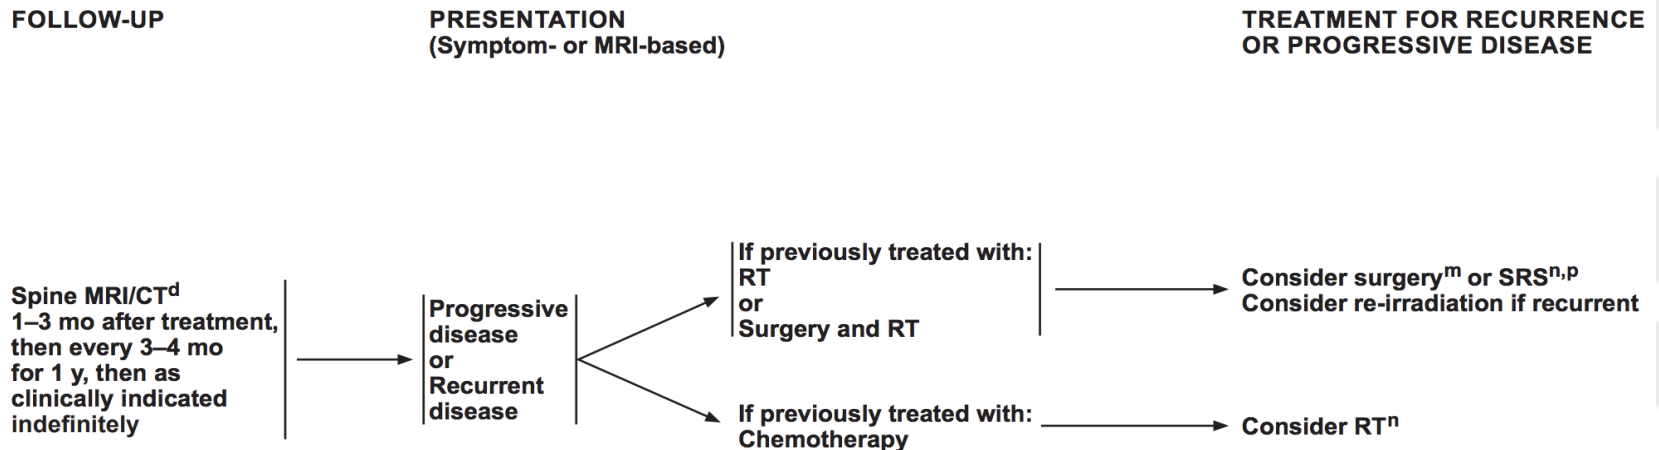 FOLLOW-UP
PRESENTATION
(Symptom- or MRI-based)
TREATMENT FOR RECURRENCE
OR PROGRESSIVE DISEASE
Spine MRI/CTd
1–3 mo after treatment,
then every 3–4 mo
for 1 y, then as
clinically indicated
indefinitely
Progressive
disease
or
Recurrent
disease
If previously treated with:
RT
or
Surgery and RT
Consider surgerym or SRSn,p
Consider re-irradiation if recurrent
If previously treated with:
Chemotherapy
Consider RTn